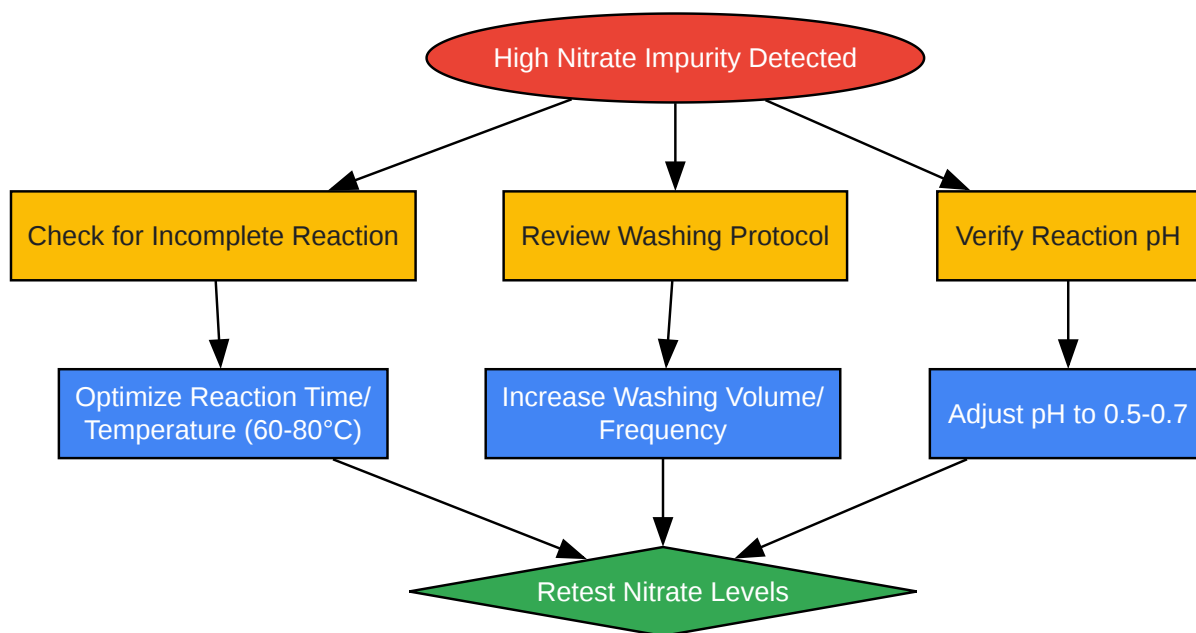 High Nitrate Impurity Detected
Check for Incomplete Reaction
Review Washing Protocol
Verify Reaction pH
Optimize Reaction Time/
Temperature (60-80°C)
Increase Washing Volume/
Frequency
Adjust pH to 0.5-0.7
Retest Nitrate Levels